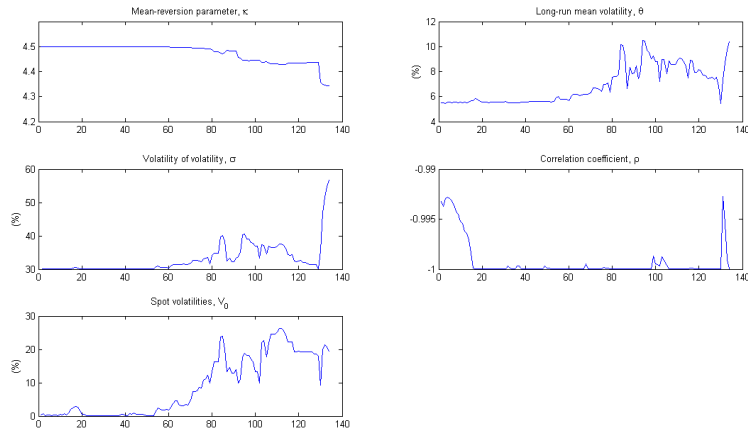 Mean-reversion parameter, κ
4.5
4.4
4.3
4.2
0 20 40 60 80 100 120 140
Long-run mean volatility, θ
(%)
12
10
8
6
4
0 20 40 60 80 100 120 140
Volatility of volatility, σ
(%)
60
50
40
30
0 20 40 60 80 100 120 140
Correlation coefficient, ρ
-0.99
-0.995
-1
0 20 40 60 80 100 120 140
Spot volatilities, V0
(%)
30
20
10
0
0 20 40 60 80 100 120 140